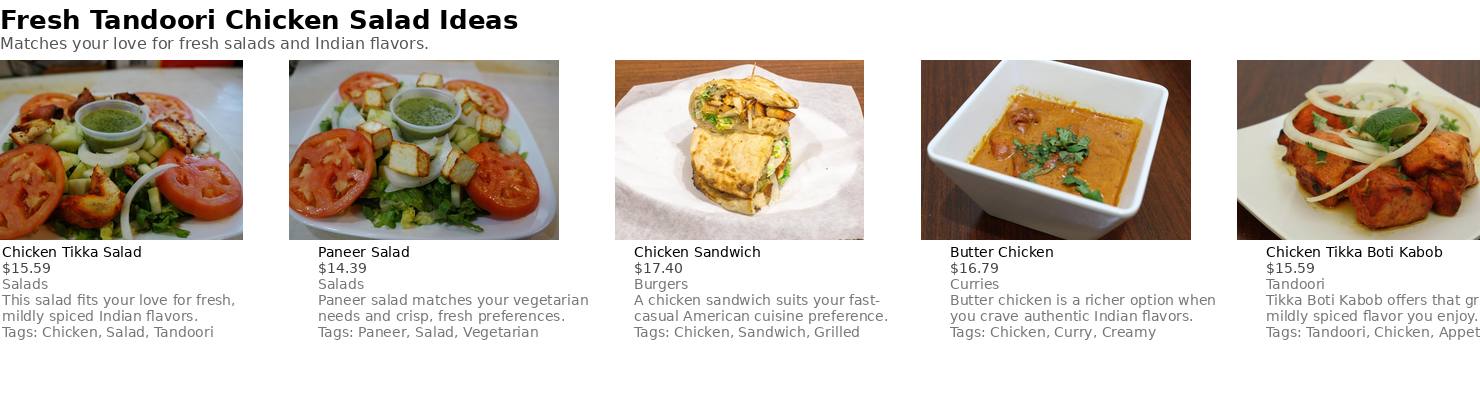 Fresh Tandoori Chicken Salad Ideas
Matches your love for fresh salads and Indian flavors.
Chicken Tikka Salad
$15.59
Salads
This salad fits your love for fresh,
mildly spiced Indian flavors.
Tags: Chicken, Salad, Tandoori
Paneer Salad
$14.39
Salads
Paneer salad matches your vegetarian
needs and crisp, fresh preferences.
Tags: Paneer, Salad, Vegetarian
Chicken Sandwich
$17.40
Burgers
A chicken sandwich suits your fast-
casual American cuisine preference.
Tags: Chicken, Sandwich, Grilled
Butter Chicken
$16.79
Curries
Butter chicken is a richer option when
you crave authentic Indian flavors.
Tags: Chicken, Curry, Creamy
Chicken Tikka Boti Kabob
$15.59
Tandoori
Tikka Boti Kabob offers that
mildly spiced flavor you enjoy.
Tags: Tandoori, Chicken,